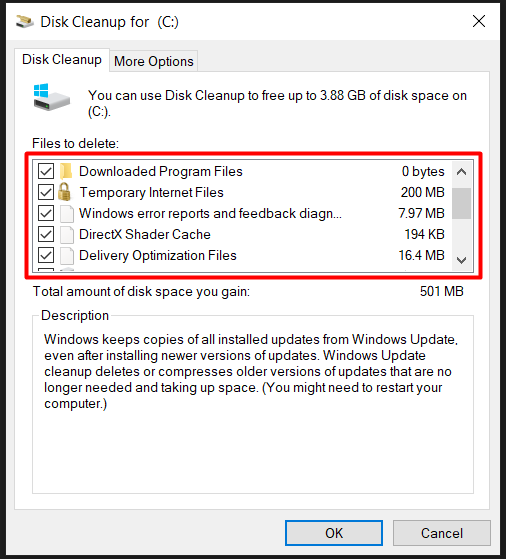 Disk Cleanup for (C:)
Disk Cleanup
More Options
You can use Disk Cleanup to free up to 3.88 GB of disk space on
(C:).
Files to delete:
Downloaded Program Files 0 bytes
Temporary Internet Files 200 MB
Windows error reports and feedback diagn... 7.97 MB
DirectX Shader Cache 194 KB
Delivery Optimization Files 16.4 MB
Total amount of disk space you gain: 501 MB
Description
Windows keeps copies of all installed updates from Windows Update,
even after installing newer versions of updates. Windows Update
cleanup deletes or compresses older versions of updates that are no
longer needed and taking up space. (You might need to restart your
computer.)
OK
Cancel